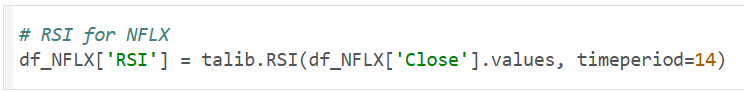 # RSI for NFLX
df_NFLX['RSI'] = talib.RSI(df_NFLX['Close'].values, timeperiod=14)